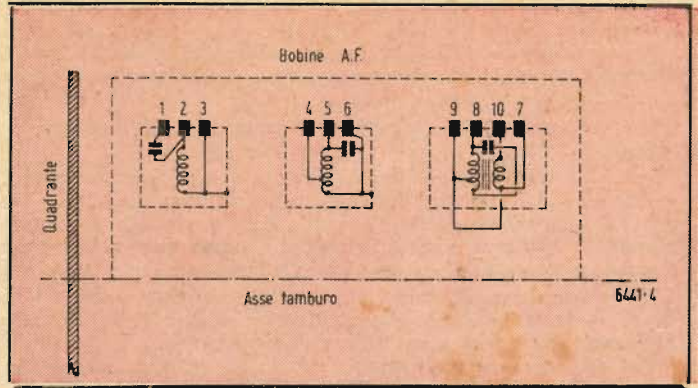 Bobine A.F.
1 2 3 4 5 6 9 8 10 7
Quadrante
Asse tamburo
6441-4